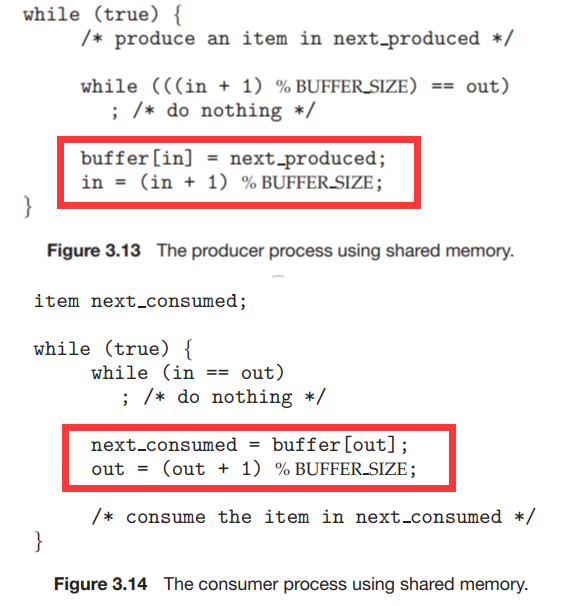 while (true) {
/* produce an item in next_produced */
while (((in + 1) % BUFFER_SIZE) == out)
; /* do nothing */
buffer[in] = next_produced;
in = (in + 1) % BUFFER_SIZE;
}
Figure 3.13 The producer process using shared memory.
item next_consumed;
while (true) {
while (in == out)
; /* do nothing */
next_consumed = buffer[out];
out = (out + 1) % BUFFER_SIZE;
/* consume the item in next_consumed */
}
Figure 3.14 The consumer process using shared memory.